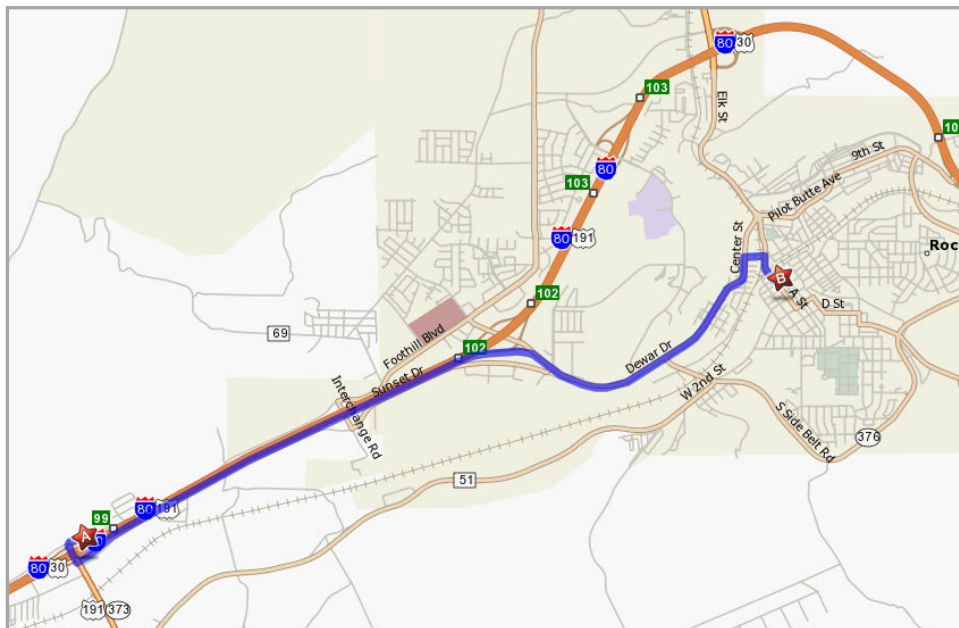 80 30
103
Elk St
10
80
103
9th St
Pilot Butte Ave
80 191
Center St
Roc
B
102
A St
D St
69
Foothill Blvd
102
Dewar Dr
Sunset Dr
W 2nd St
Interchange Rd
S Side Belt Rd
376
51
80 191
99
A
80 30
191 373